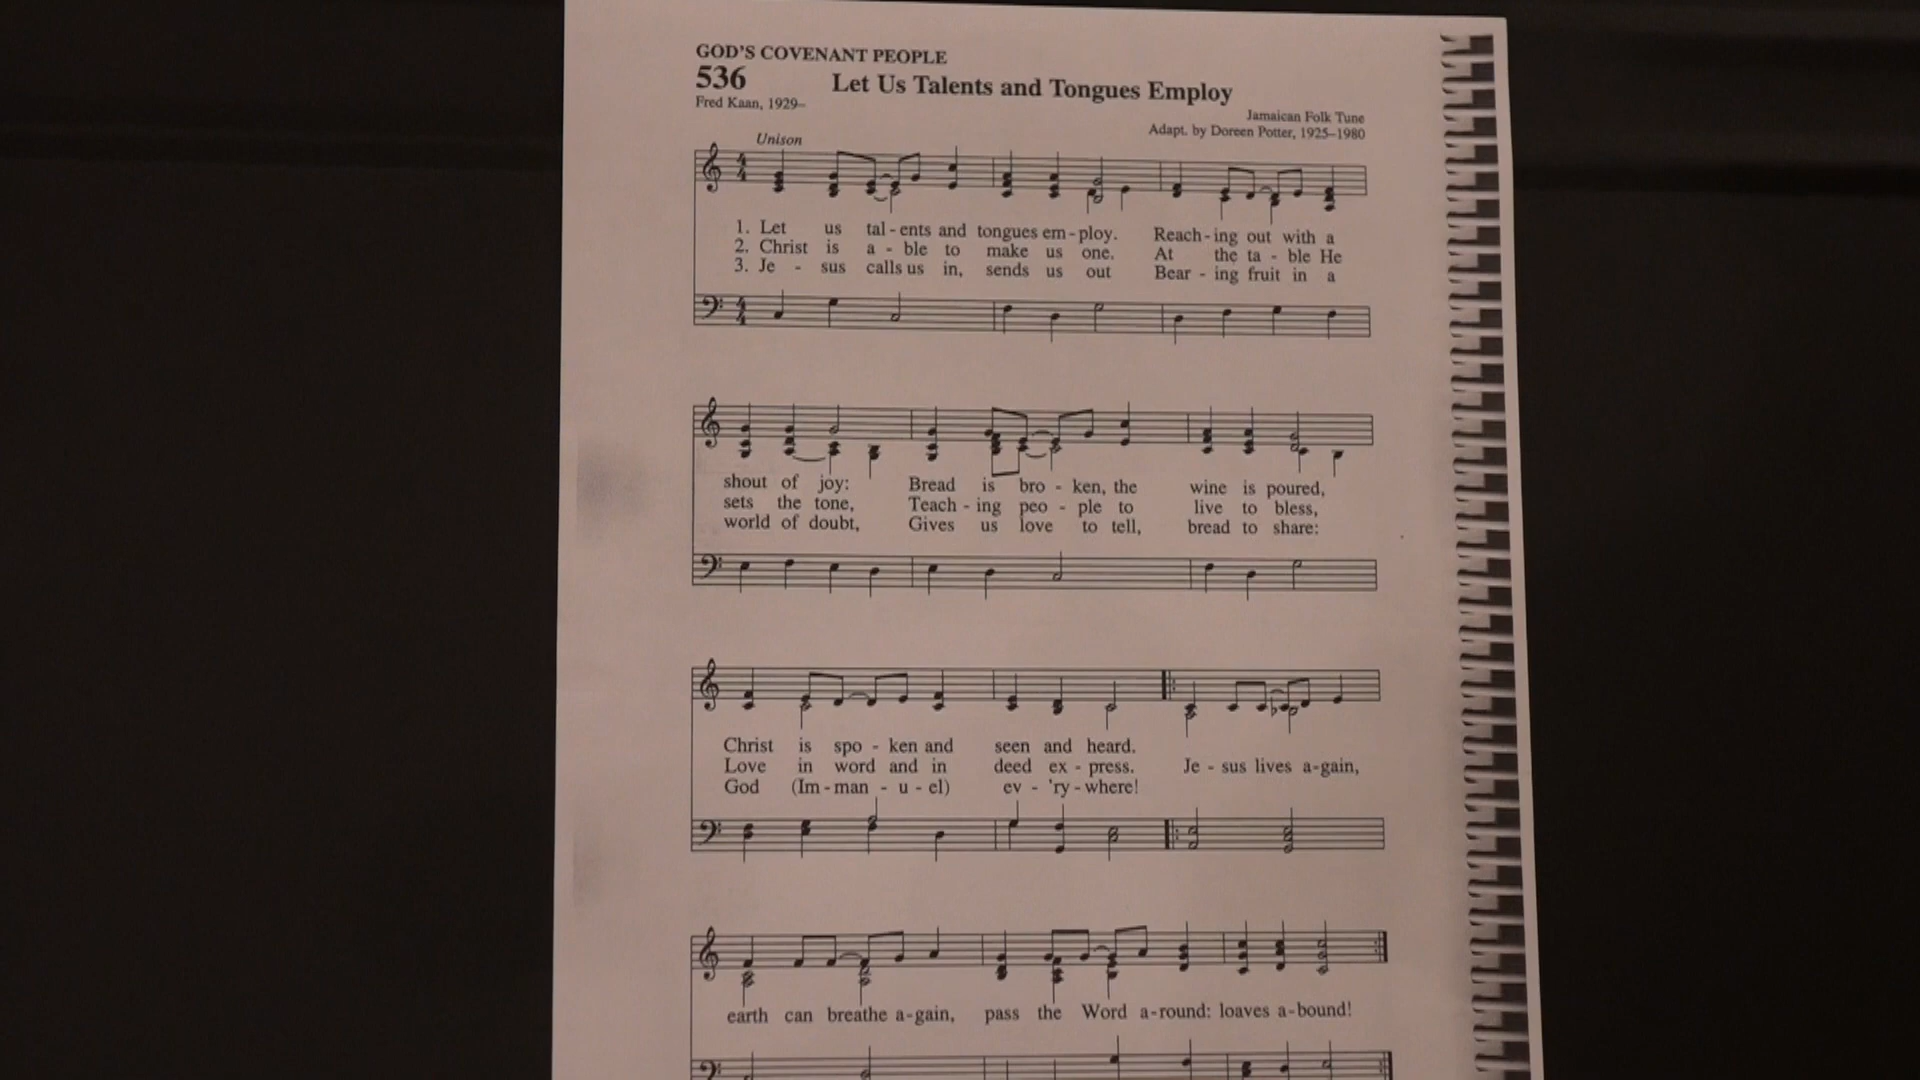 GOD'S COVENANT PEOPLE
536 Let Us Talents and Tongues Employ
Fred Kaan, 1929–
Jamaican Folk Tune
Adapt. by Doreen Potter, 1925–1980
Unison
1. Let us tal - ents and tongues em - ploy. Reach - ing out with a
2. Christ is a - ble to make us one. At the ta - ble He
3. Je - sus calls us in, sends us out Bear - ing fruit in a
shout of joy: Bread is bro - ken, the wine is poured,
sets the tone, Teach - ing peo - ple to live to bless,
world of doubt, Gives us love to tell, bread to share:
Christ is spo - ken and seen and heard.
Love in word and in deed ex - press. Je - sus lives a-gain,
God (Im - man - u - el) ev - 'ry - where!
earth can breathe a-gain, pass the Word a-round: loaves a-bound!